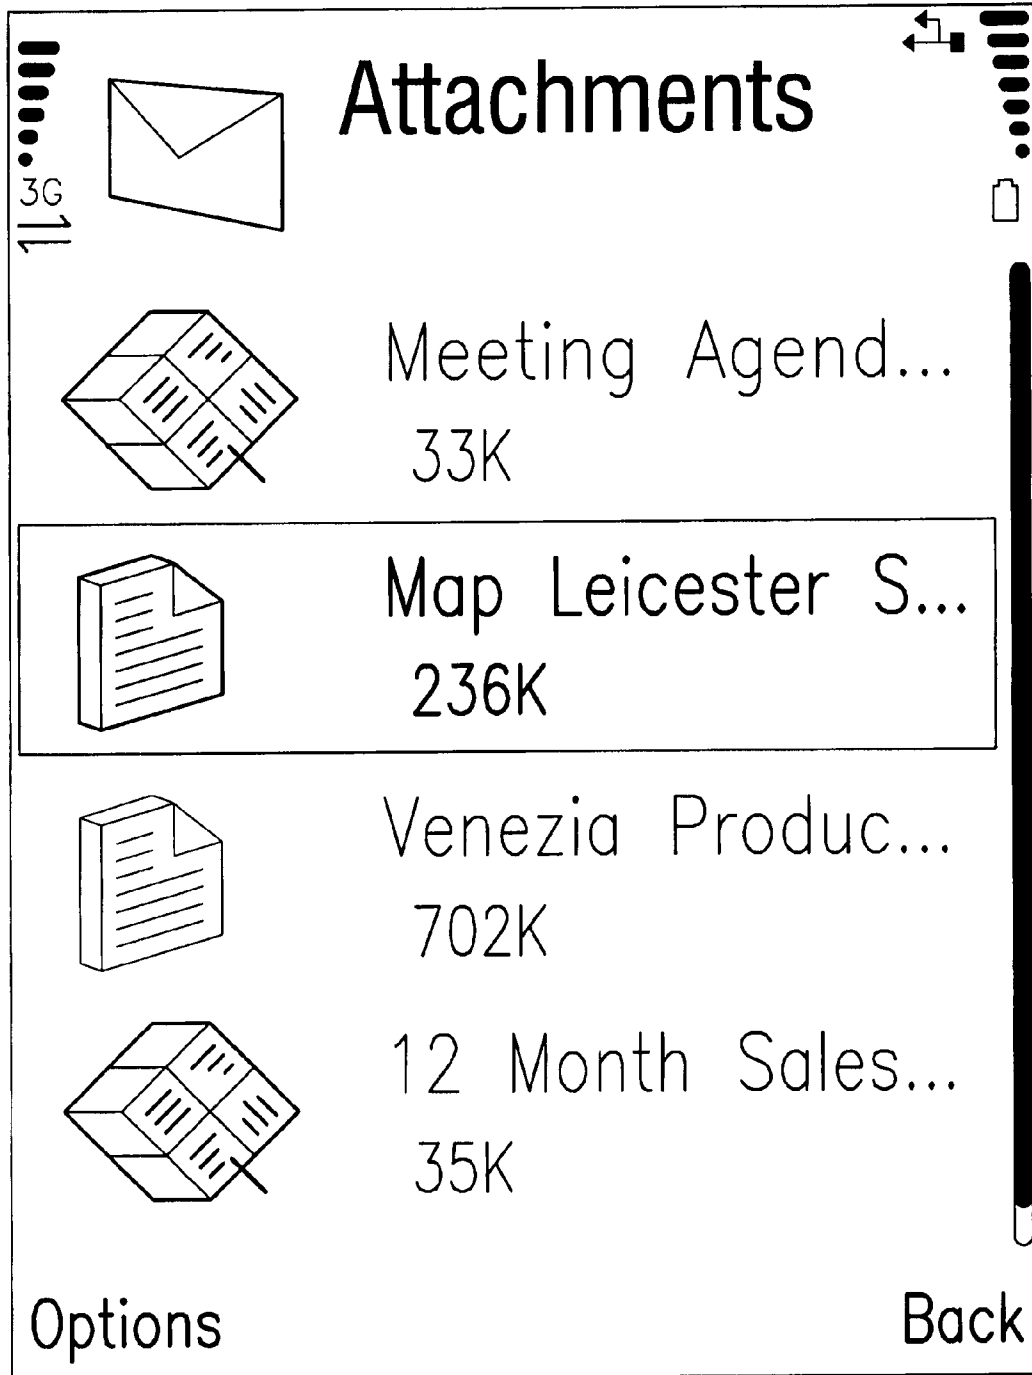 Attachments
3G
Meeting Agend...
33K
Map Leicester S...
236K
Venezia Produc...
702K
12 Month Sales...
35K
Options
Back